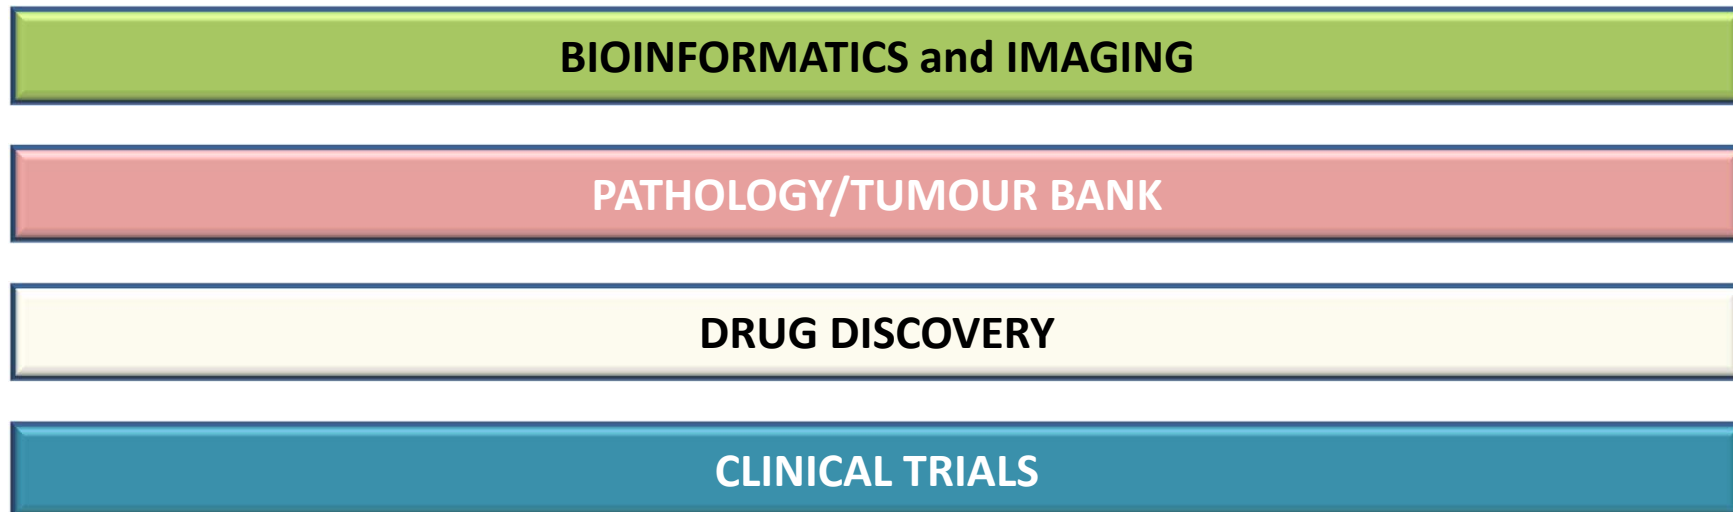 BIOINFORMATICS and IMAGING
PATHOLOGY/TUMOUR BANK
DRUG DISCOVERY
CLINICAL TRIALS